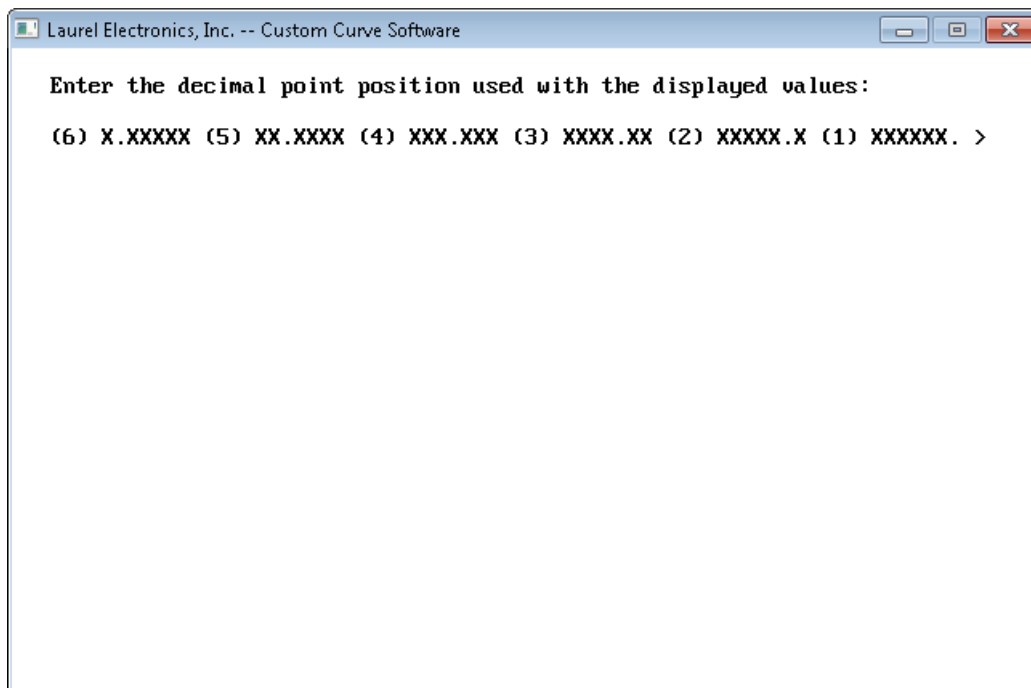 Laurel Electronics, Inc. -- Custom Curve Software
Enter the decimal point position used with the displayed values:
(6) X.XXXXX (5) XX.XXXX (4) XXX.XXX (3) XXXX.XX (2) XXXXX.X (1) XXXXXX. >